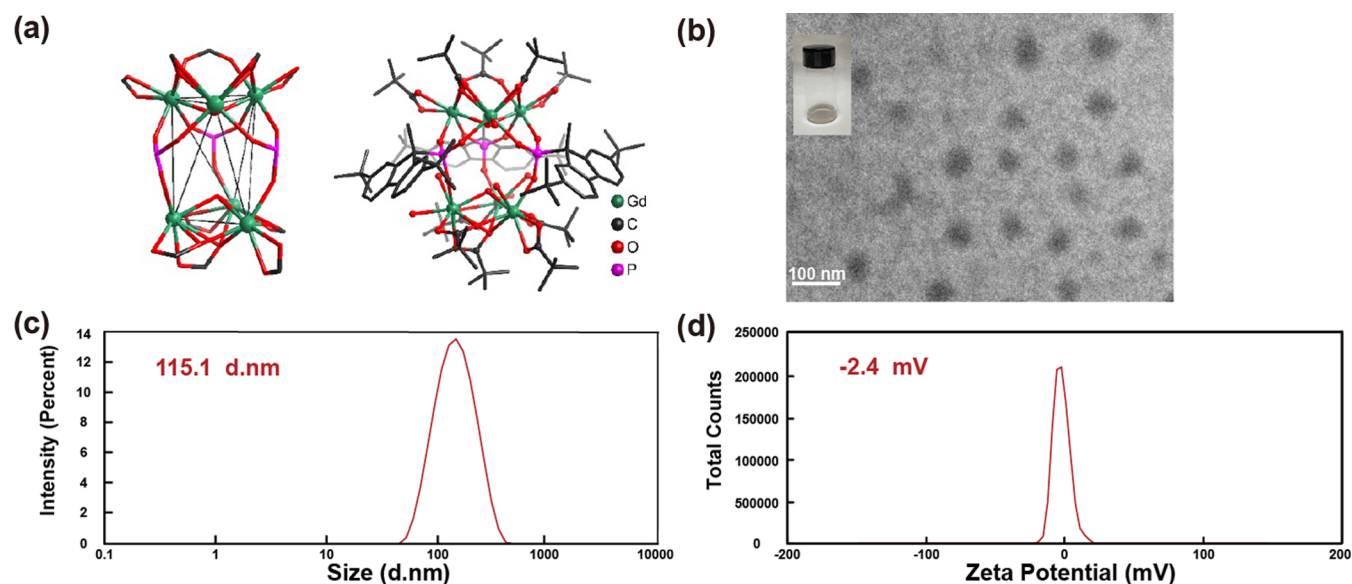 (a)
Gd
C
O
P
(b)
100 nm
(c)
14
12
10
8
6
4
2
0
Intensity (Percent)
115.1 d.nm
0.1
1
10
100
1000
10000
Size (d.nm)
(d)
250000
200000
150000
100000
500000
0
Total Counts
-2.4 mV
-200
-100
0
100
200
Zeta Potential (mV)